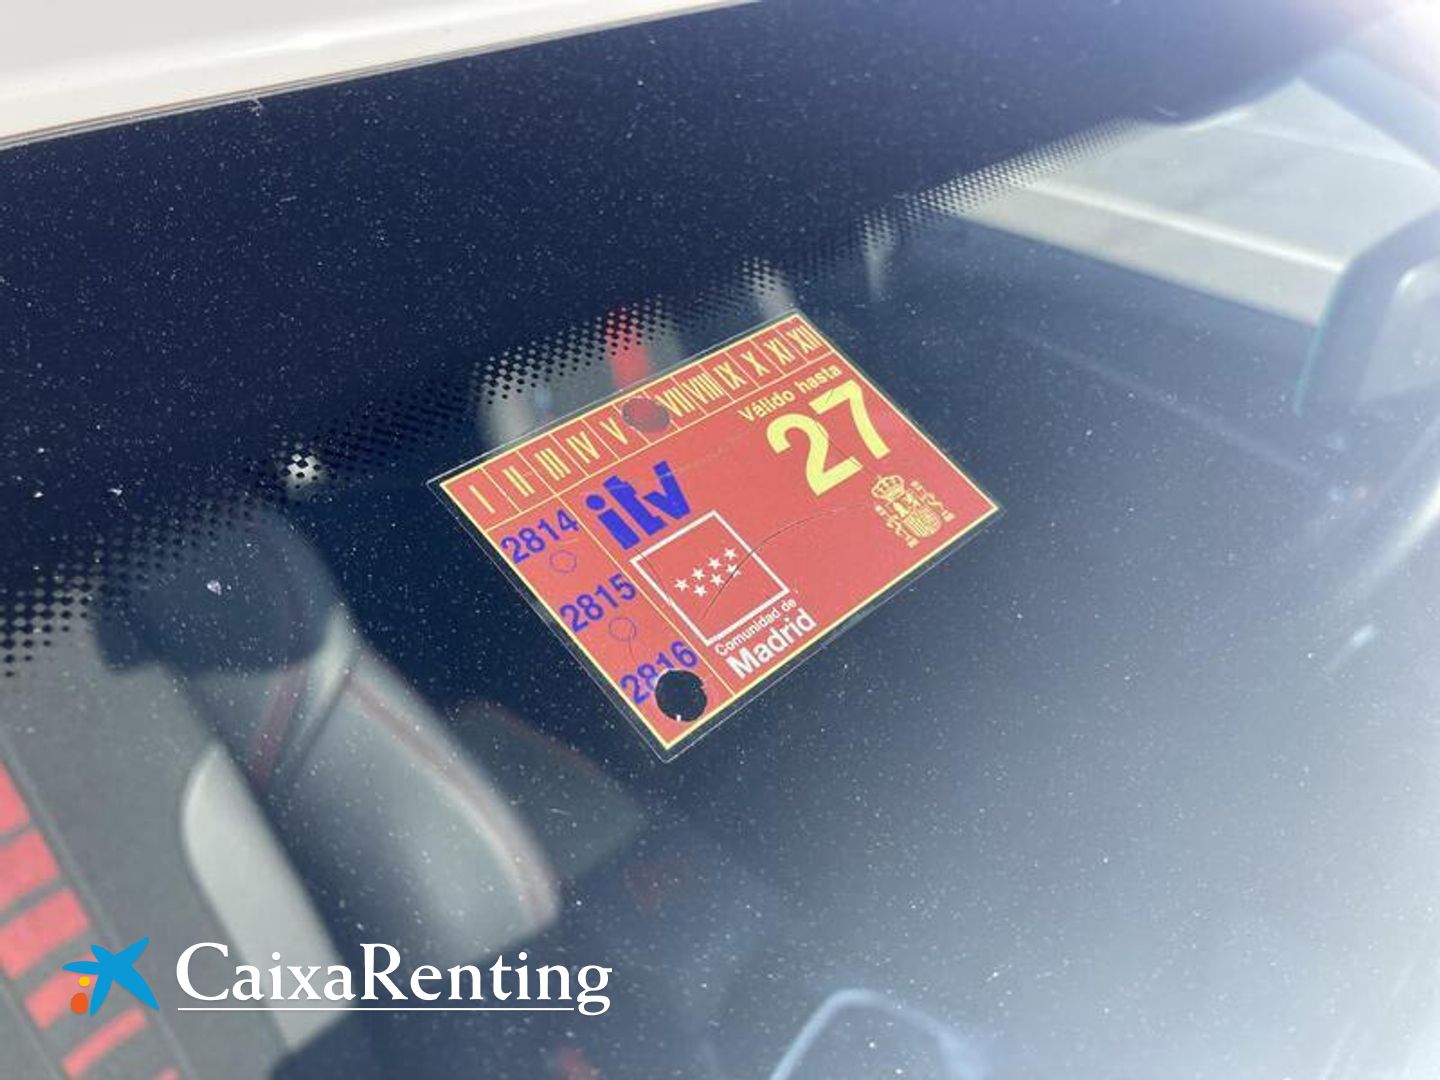 I II III IV V VII VIII IX X XI XII
Válido hasta
27
itv
2814
2815
2816
Comunidad de
Madrid
CaixaRenting